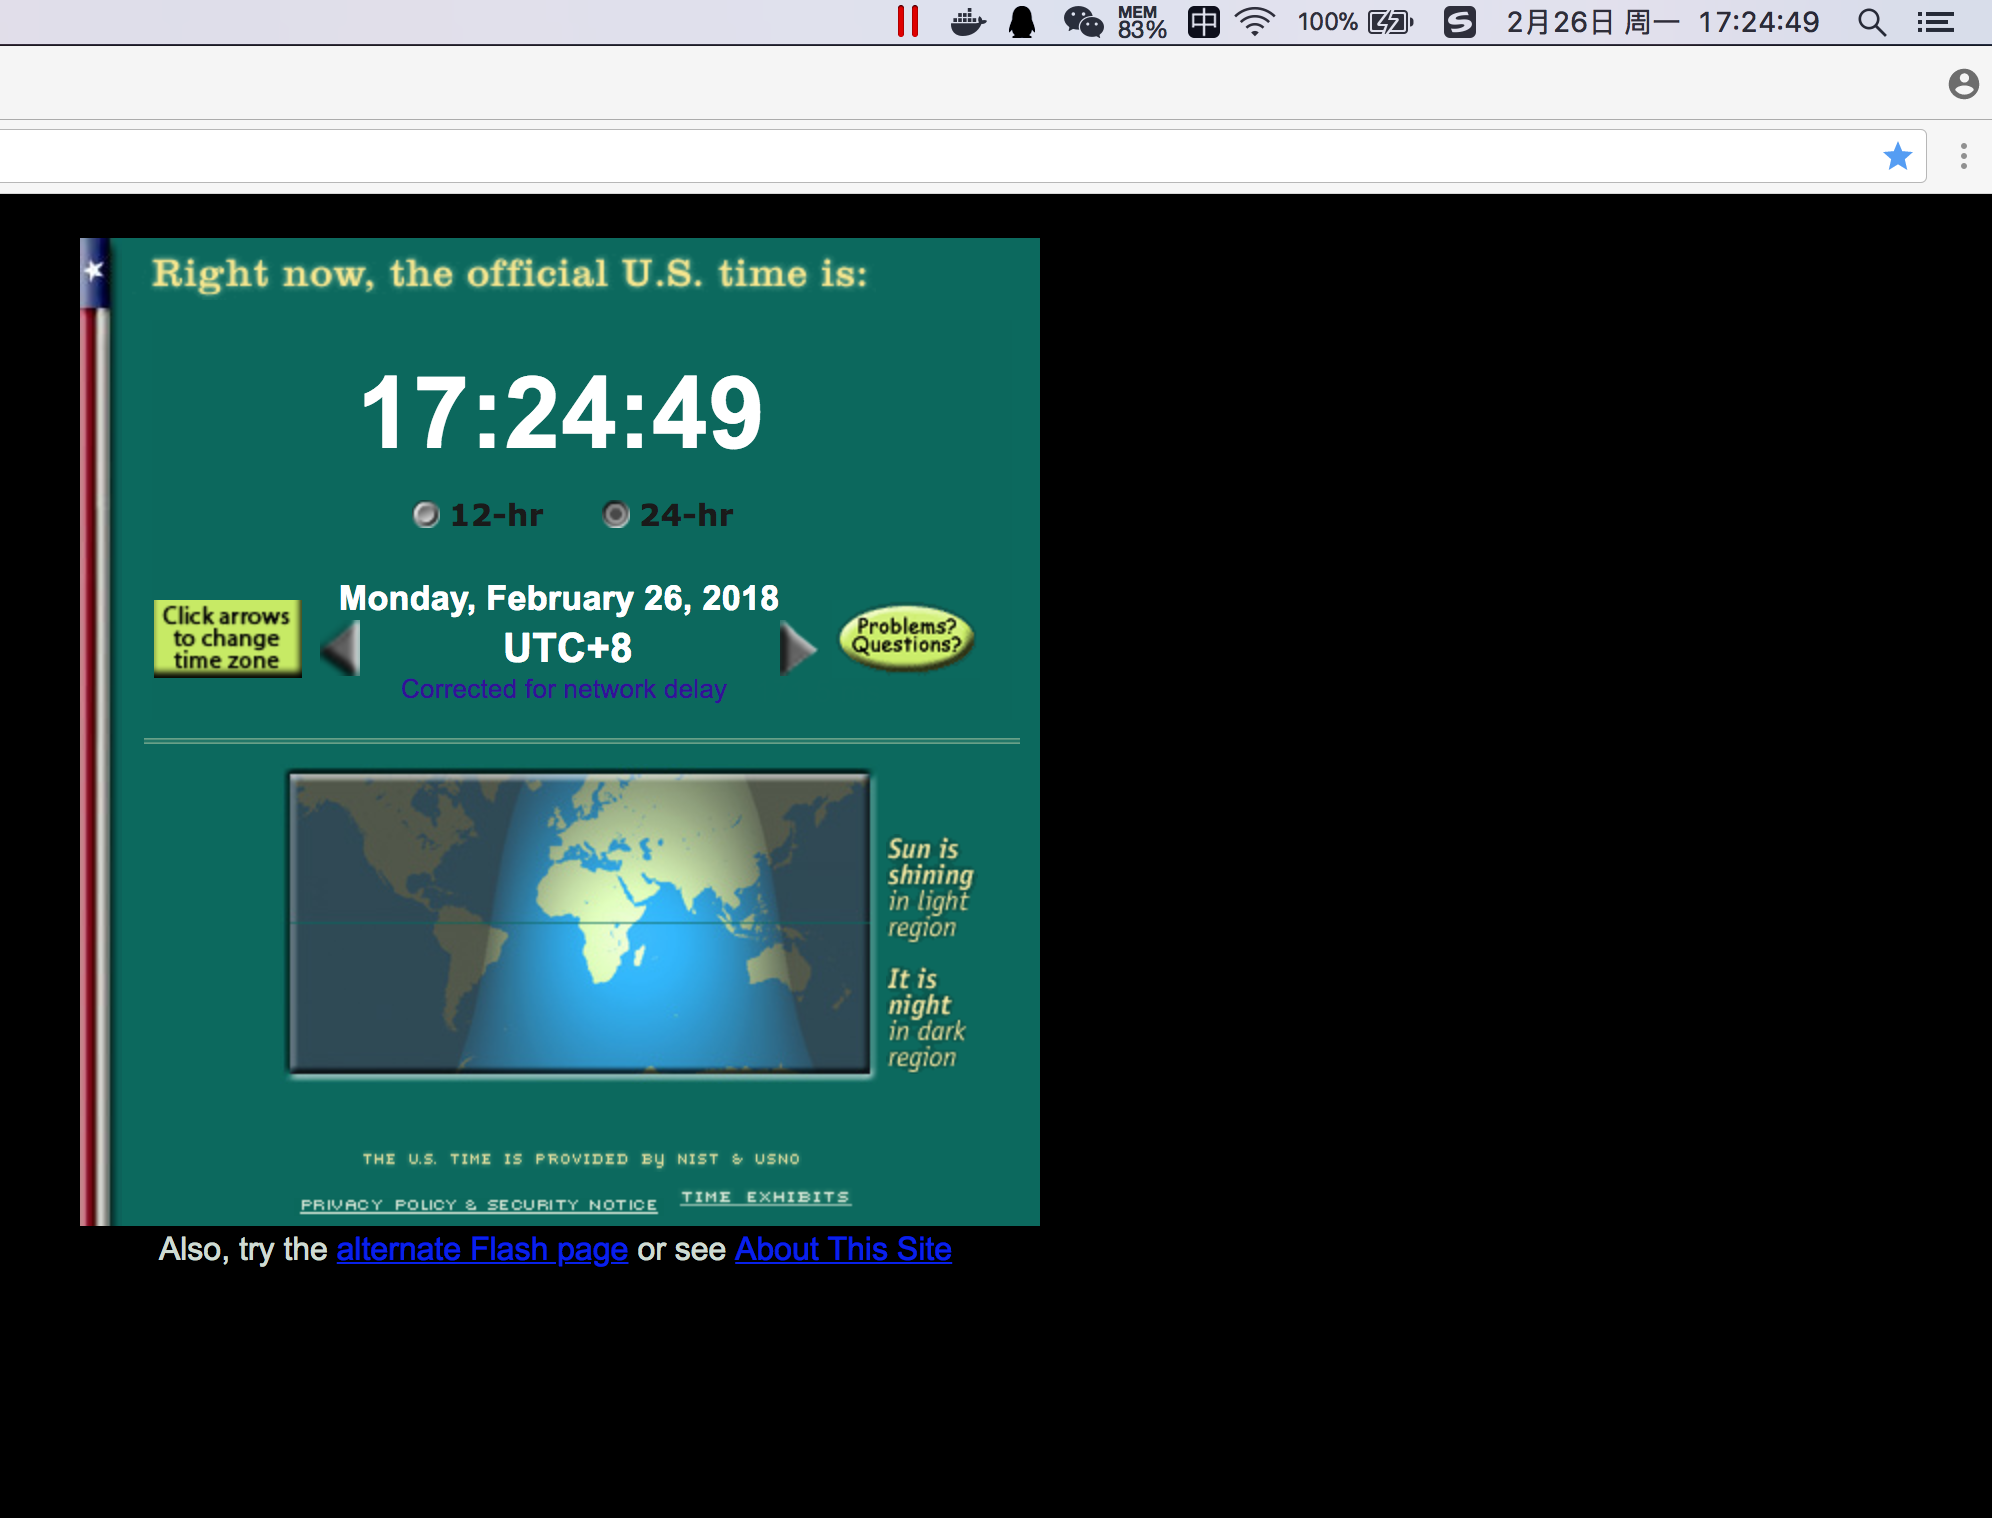 MEM
83%
中
100%
S
2月26日 周一 17:24:49
Right now, the official U.S. time is:
17:24:49
12-hr 24-hr
Monday, February 26, 2018
Click arrows
to change
time zone
UTC+8
Problems?
Questions?
Corrected for network delay
Sun is
shining
in light
region
It is
night
in dark
region
THE U.S. TIME IS PROVIDED BY NIST & USNO
PRIVACY POLICY & SECURITY NOTICE TIME EXHIBITS
Also, try the alternate Flash page or see About This Site